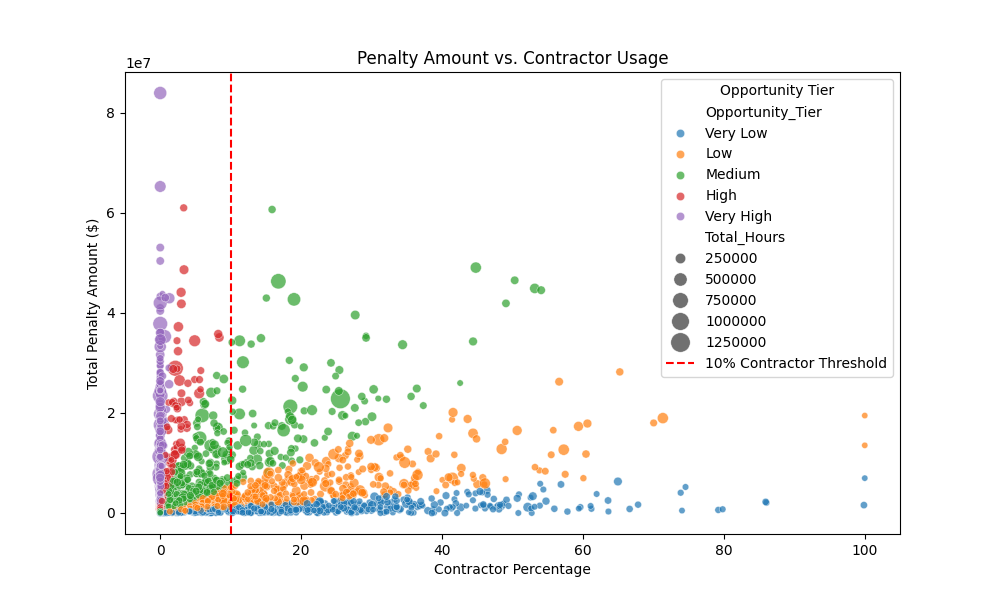 Penalty Amount vs. Contractor Usage
1e7
8
6
4
2
0
Total Penalty Amount ($)
0 20 40 60 80 100
Contractor Percentage
Opportunity Tier
Opportunity_Tier
Very Low
Low
Medium
High
Very High
Total_Hours
250000
500000
750000
1000000
1250000
10% Contractor Threshold